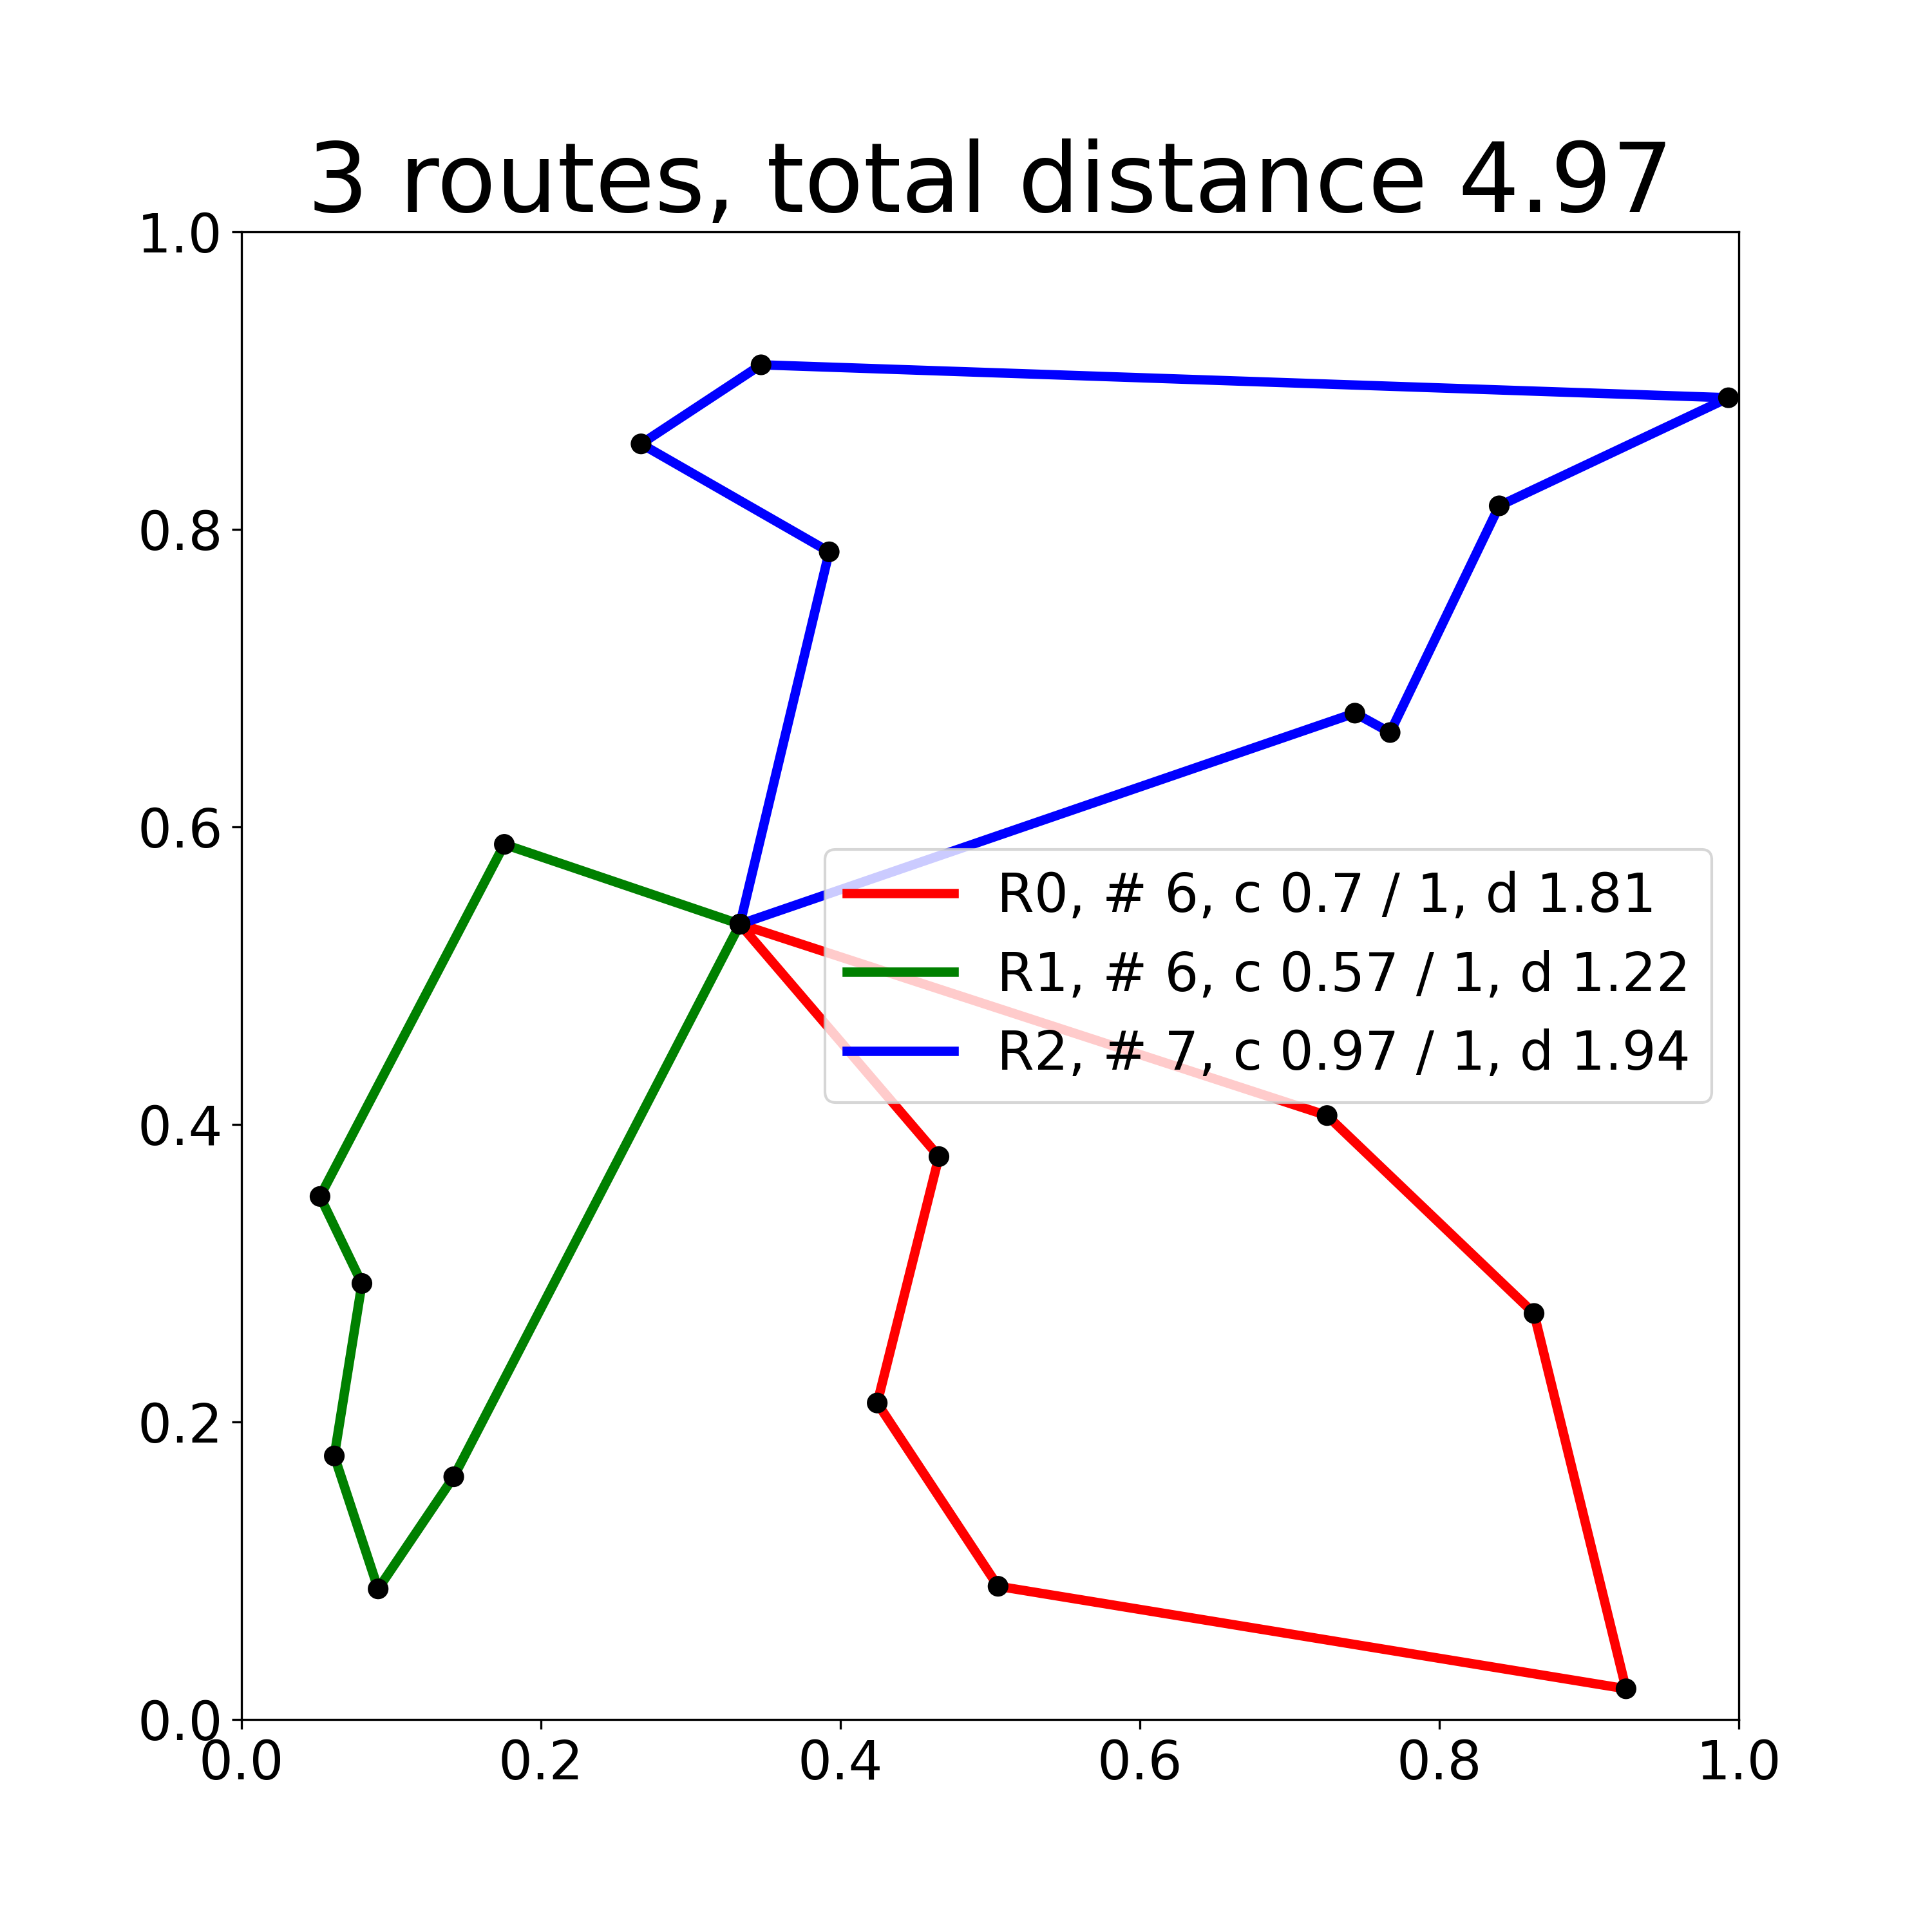 3 routes, total distance 4.97
1.0
0.8
0.6
0.4
0.2
0.0
R0, # 6, c 0.7 / 1, d 1.81
R1, # 6, c 0.57 / 1, d 1.22
R2, # 7, c 0.97 / 1, d 1.94
0.0 0.2 0.4 0.6 0.8 1.0